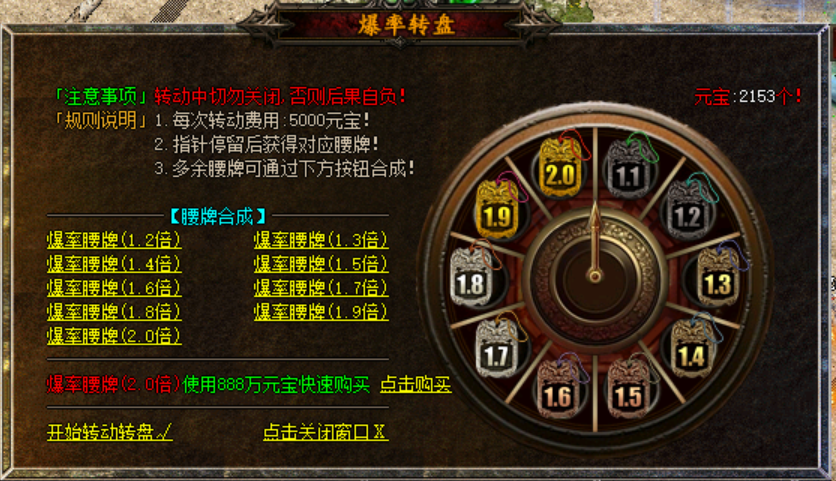 爆率转盘
「注意事项」转动中切勿关闭,否则后果自负!
元宝:2153个!
「规则说明」1.每次转动费用:5000元宝!
2.指针停留后获得对应腰牌!
3.多余腰牌可通过下方按钮合成!
【腰牌合成】
爆率腰牌(1.2倍) 爆率腰牌(1.3倍)
爆率腰牌(1.4倍) 爆率腰牌(1.5倍)
爆率腰牌(1.6倍) 爆率腰牌(1.7倍)
爆率腰牌(1.8倍) 爆率腰牌(1.9倍)
爆率腰牌(2.0倍)
爆率腰牌(2.0倍)使用888万元宝快速购买 点击购买
开始转动转盘√ 点击关闭窗口X
2.0
1.1
1.2
1.3
1.4
1.5
1.6
1.7
1.8
1.9